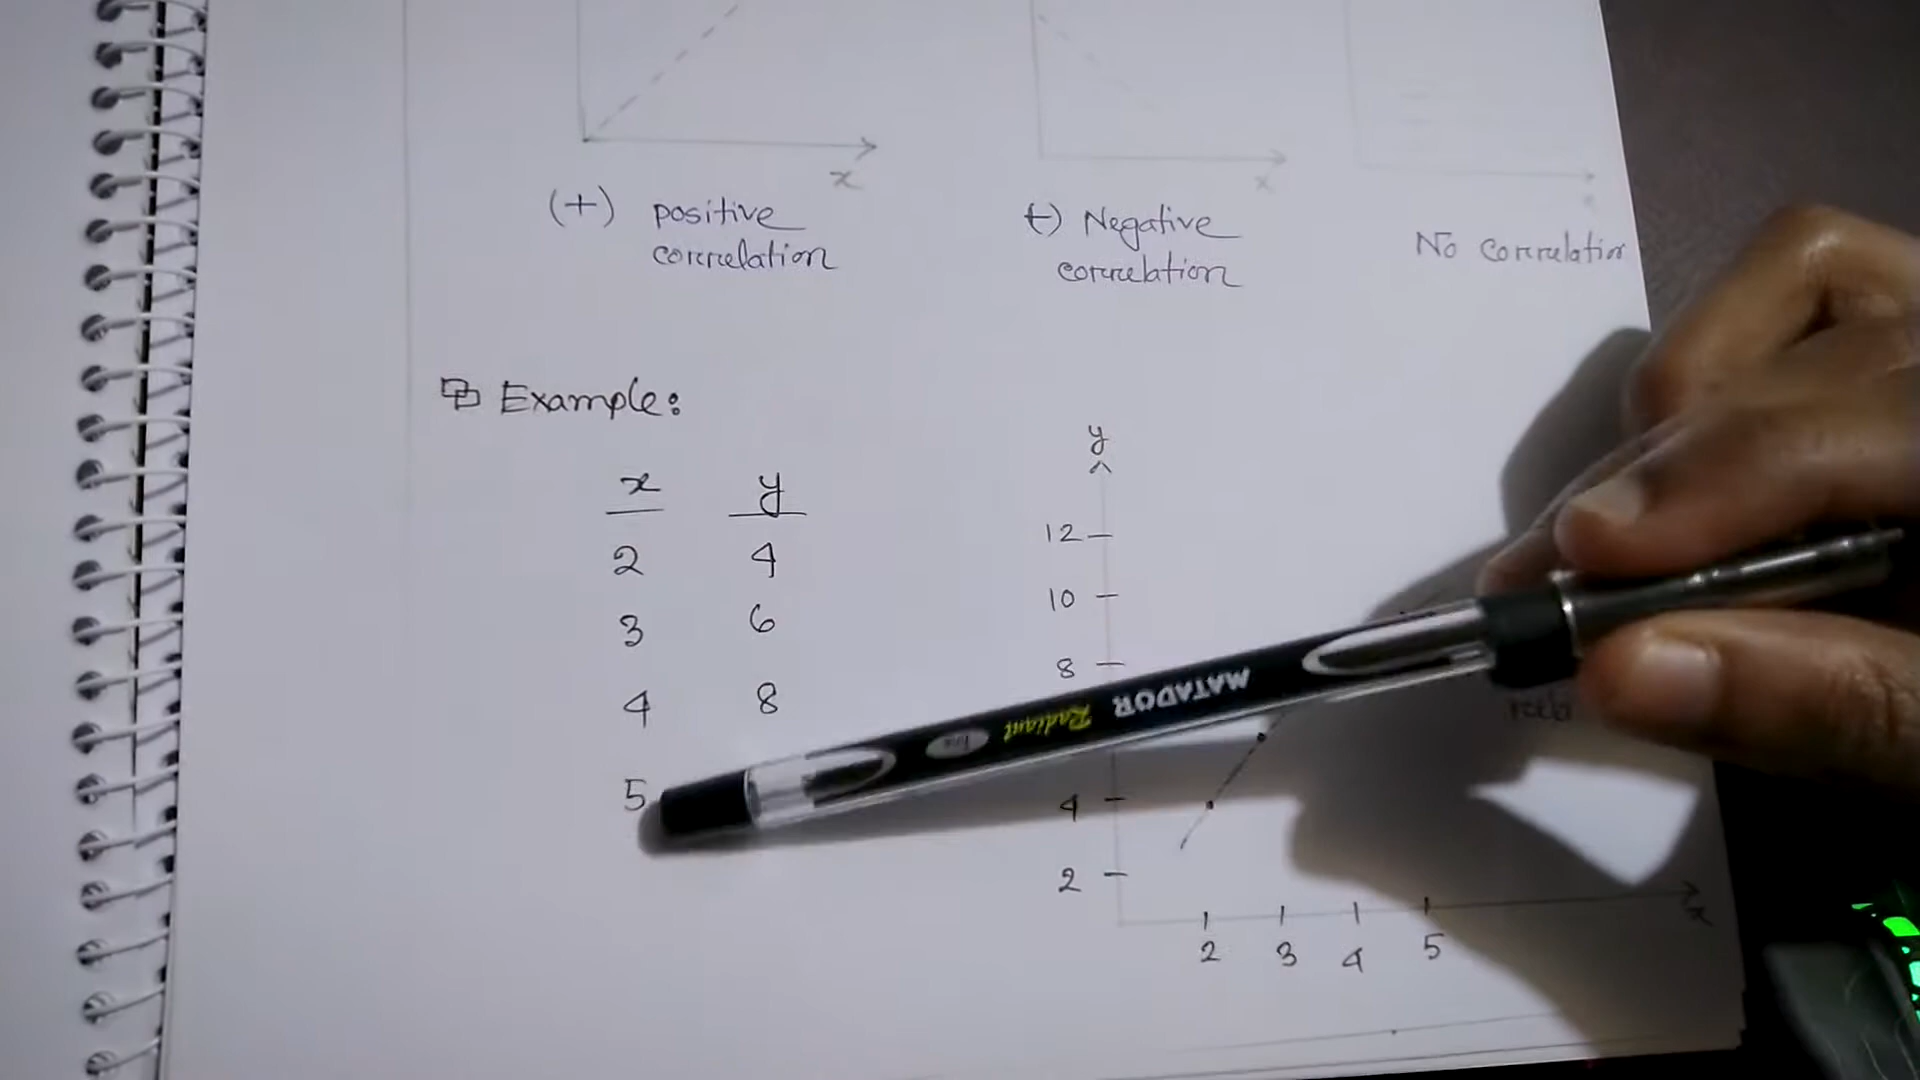 x
x
(+) positive
correlation
(-) Negative
correlation
No correlation
Example:
x y
2 4
3 6
4 8
5
y
12
10
8
4
2
2 3 4 5
x
MATADOR
Radiant